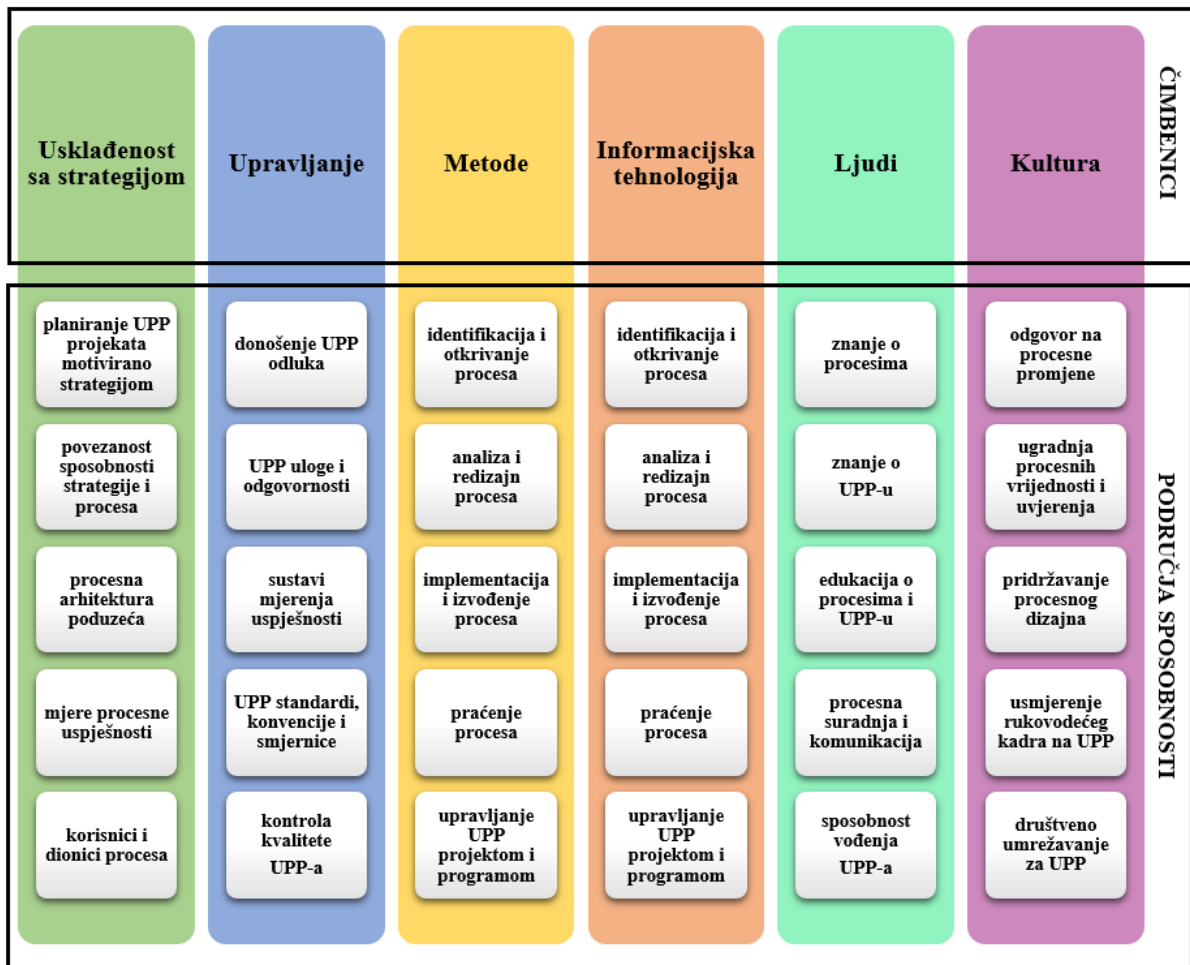 Usklađenost
sa strategijom
Upravljanje
Metode
Informacijska
tehnologija
Ljudi
Kultura
ČIMBENICI
planiranje UPP
projekata
motivirano
strategijom
donošenje UPP
odluka
identifikacija i
otkrivanje
procesa
identifikacija i
otkrivanje
procesa
znanje o
procesima
odgovor na
procesne
promjene
povezanost
sposobnosti
strategije i
procesa
UPP uloge i
odgovornosti
analiza i
redizajn
procesa
analiza i
redizajn
procesa
znanje o
UPP-u
ugradnja
procesnih
vrijednosti i
uvjerenja
procesna
arhitektura
poduzeća
sustavi
mjerenja
uspješnosti
implementacija
i izvođenje
procesa
implementacija
i izvođenje
procesa
edukacija o
procesima i
UPP-u
pridržavanje
procesnog
dizajna
mjere procesne
uspješnosti
UPP standardi,
konvencije i
smjernice
praćenje
procesa
praćenje
procesa
procesna
suradnja i
komunikacija
usmjerenje
rukovodećeg
kadra na UPP
korisnici i
dionici procesa
kontrola
kvalitete
UPP-a
upravljanje
UPP
projektom i
programom
upravljanje
UPP
projektom i
programom
sposobnost
vođenja
UPP-a
društveno
umrežavanje
za UPP
PODRUČJA SPOSOBNOSTI